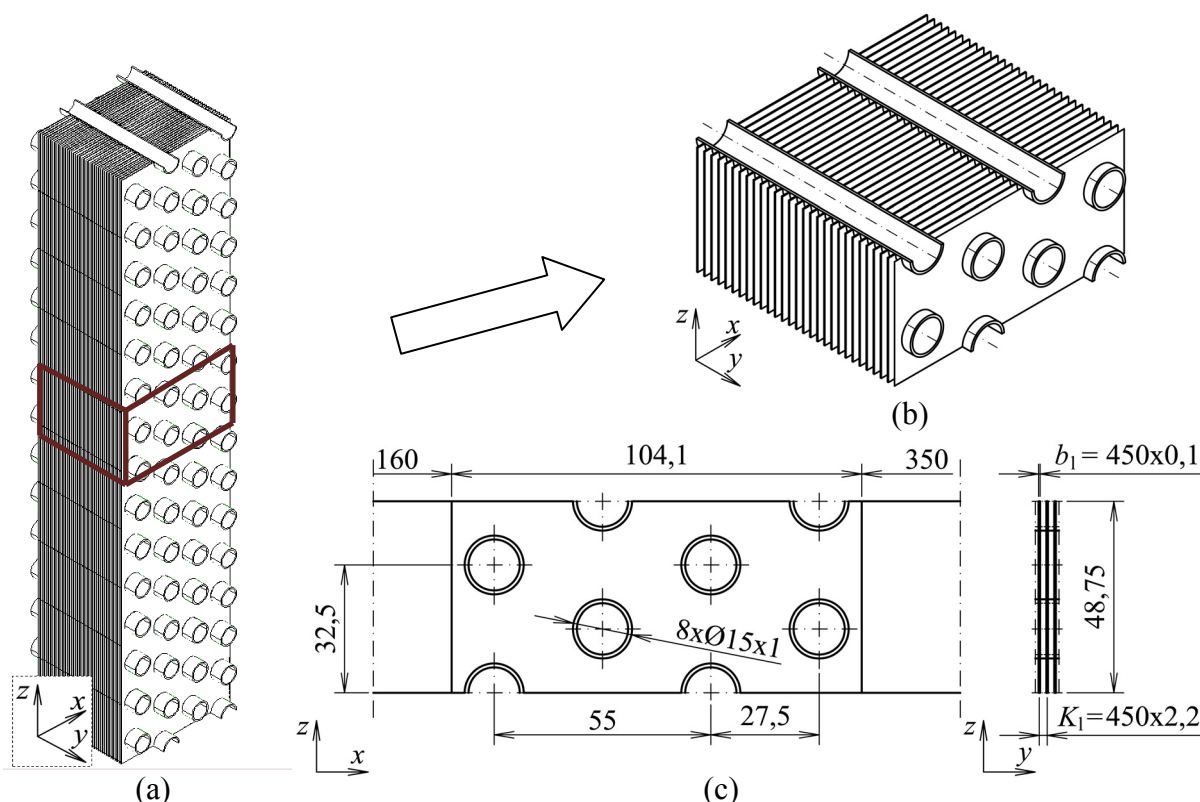 z
x
y
(a)
z
x
y
(b)
160
104,1
350
b₁ = 450x0,1
32,5
8xØ15x1
48,75
55
27,5
K₁=450x2,2
z
x
z
y
(c)